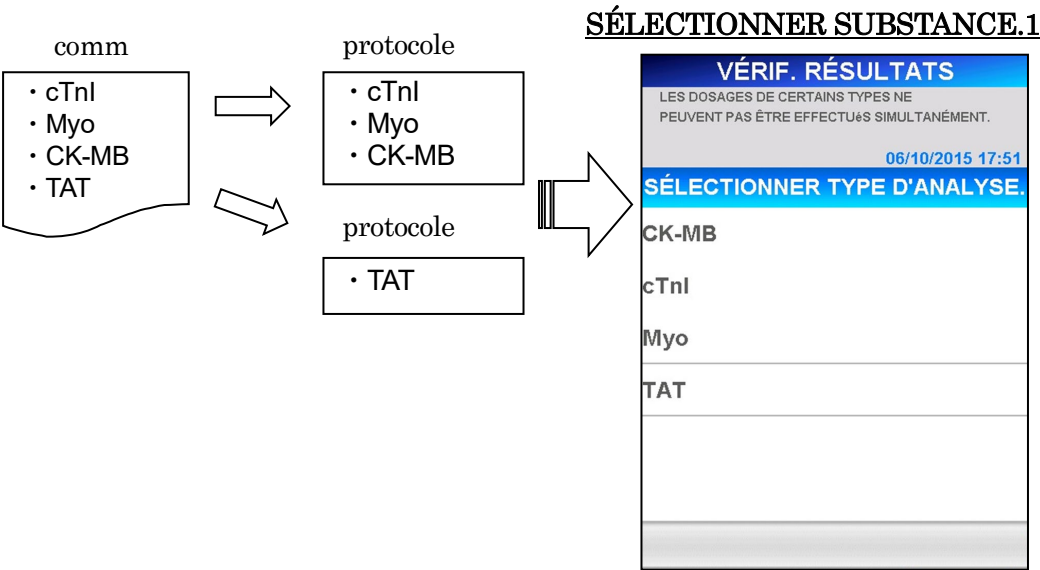 comm
・cTnI
・Myo
・CK-MB
・TAT
protocole
・cTnI
・Myo
・CK-MB
protocole
・TAT
SÉLECTIONNER SUBSTANCE.1
VÉRIF. RÉSULTATS
LES DOSAGES DE CERTAINS TYPES NE
PEUVENT PAS ÊTRE EFFECTUéS SIMULTANÉMENT.
06/10/2015 17:51
SÉLECTIONNER TYPE D'ANALYSE.
CK-MB
cTnI
Myo
TAT